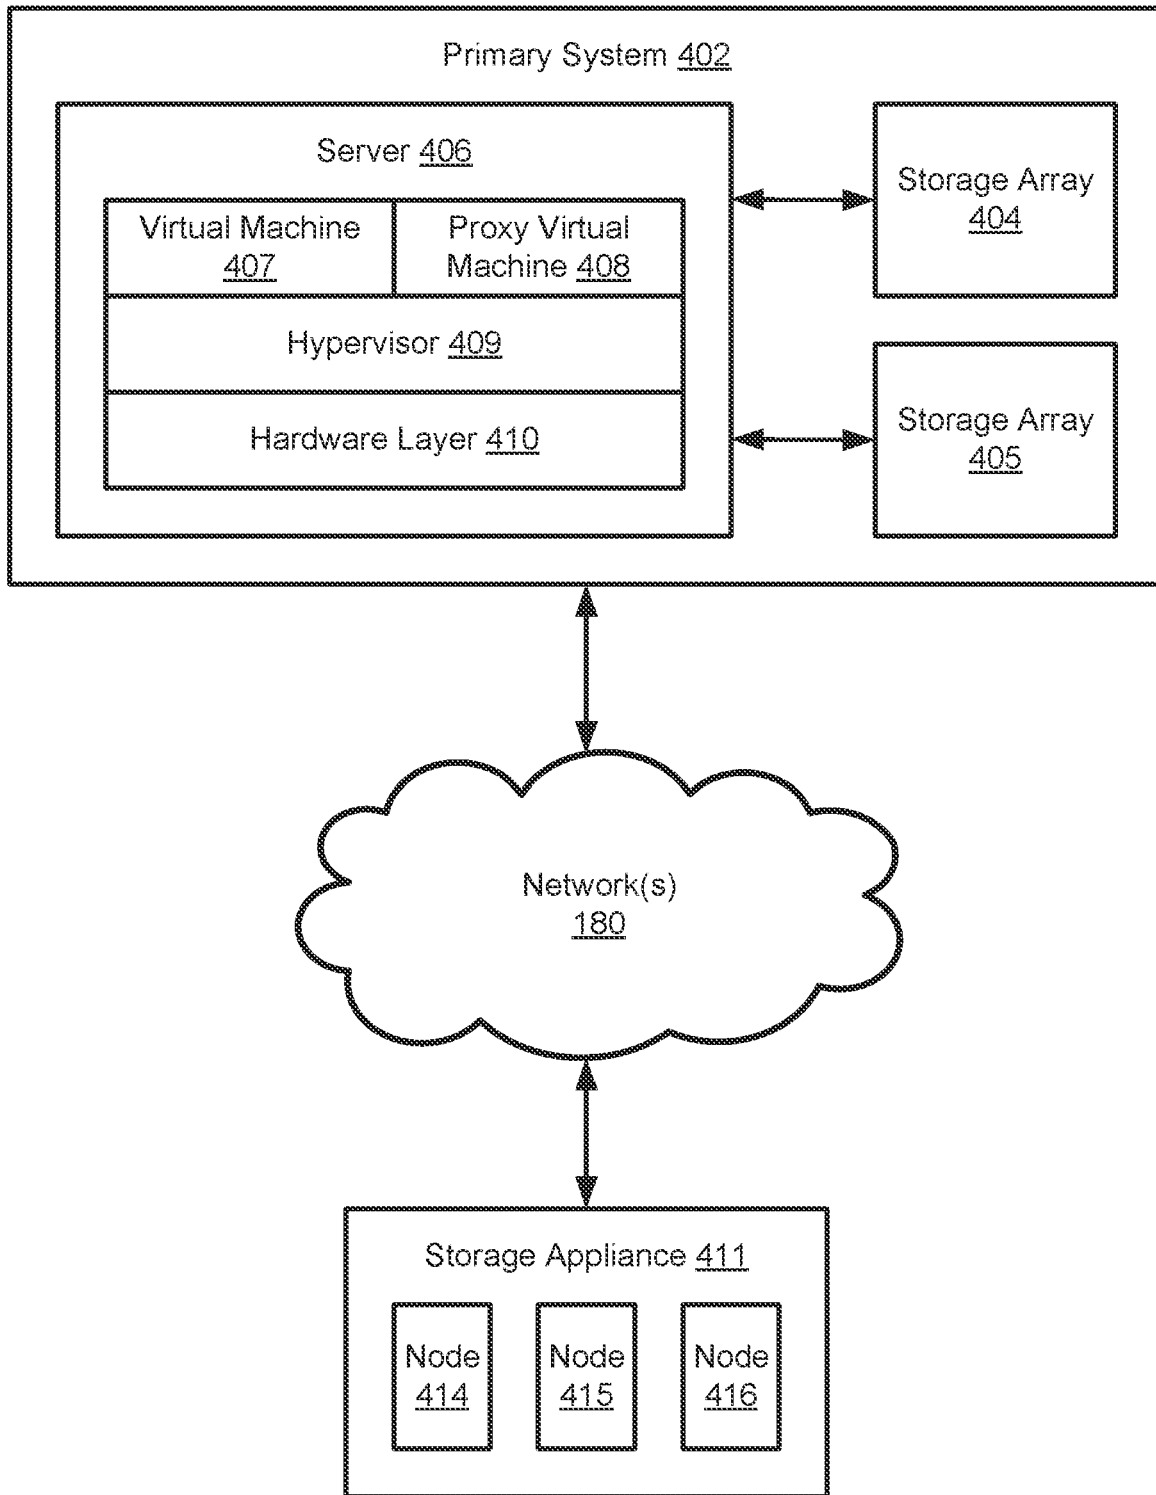 Primary System 402
Server 406
Virtual Machine
407
Proxy Virtual
Machine 408
Hypervisor 409
Hardware Layer 410
Storage Array
404
Storage Array
405
Network(s)
180
Storage Appliance 411
Node
414
Node
415
Node
416